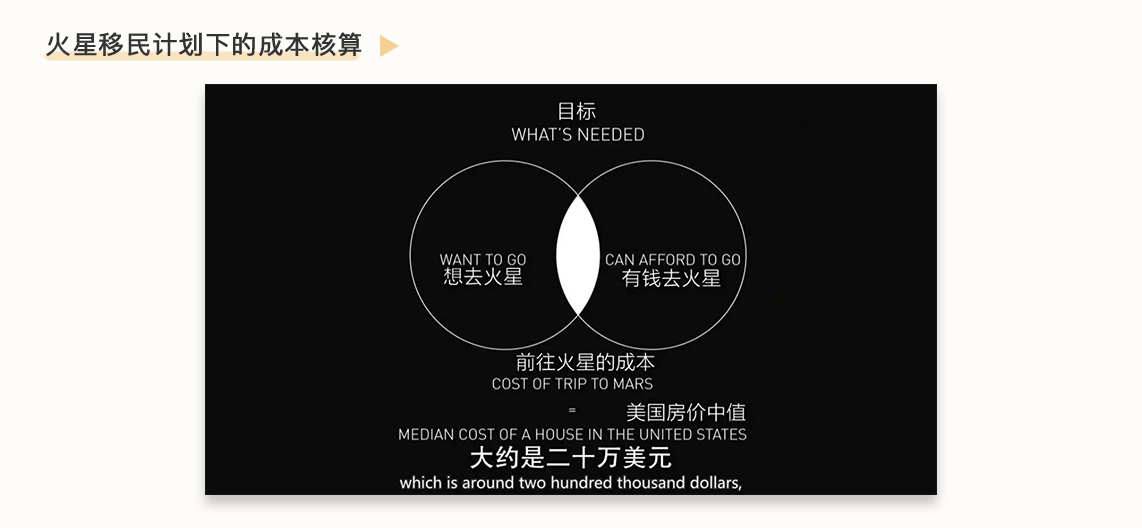 火星移民计划下的成本核算
目标
WHAT'S NEEDED
WANT TO GO
想去火星
CAN AFFORD TO GO
有钱去火星
前往火星的成本
COST OF TRIP TO MARS
= 美国房价中值
MEDIAN COST OF A HOUSE IN THE UNITED STATES
大约是二十万美元
which is around two hundred thousand dollars,